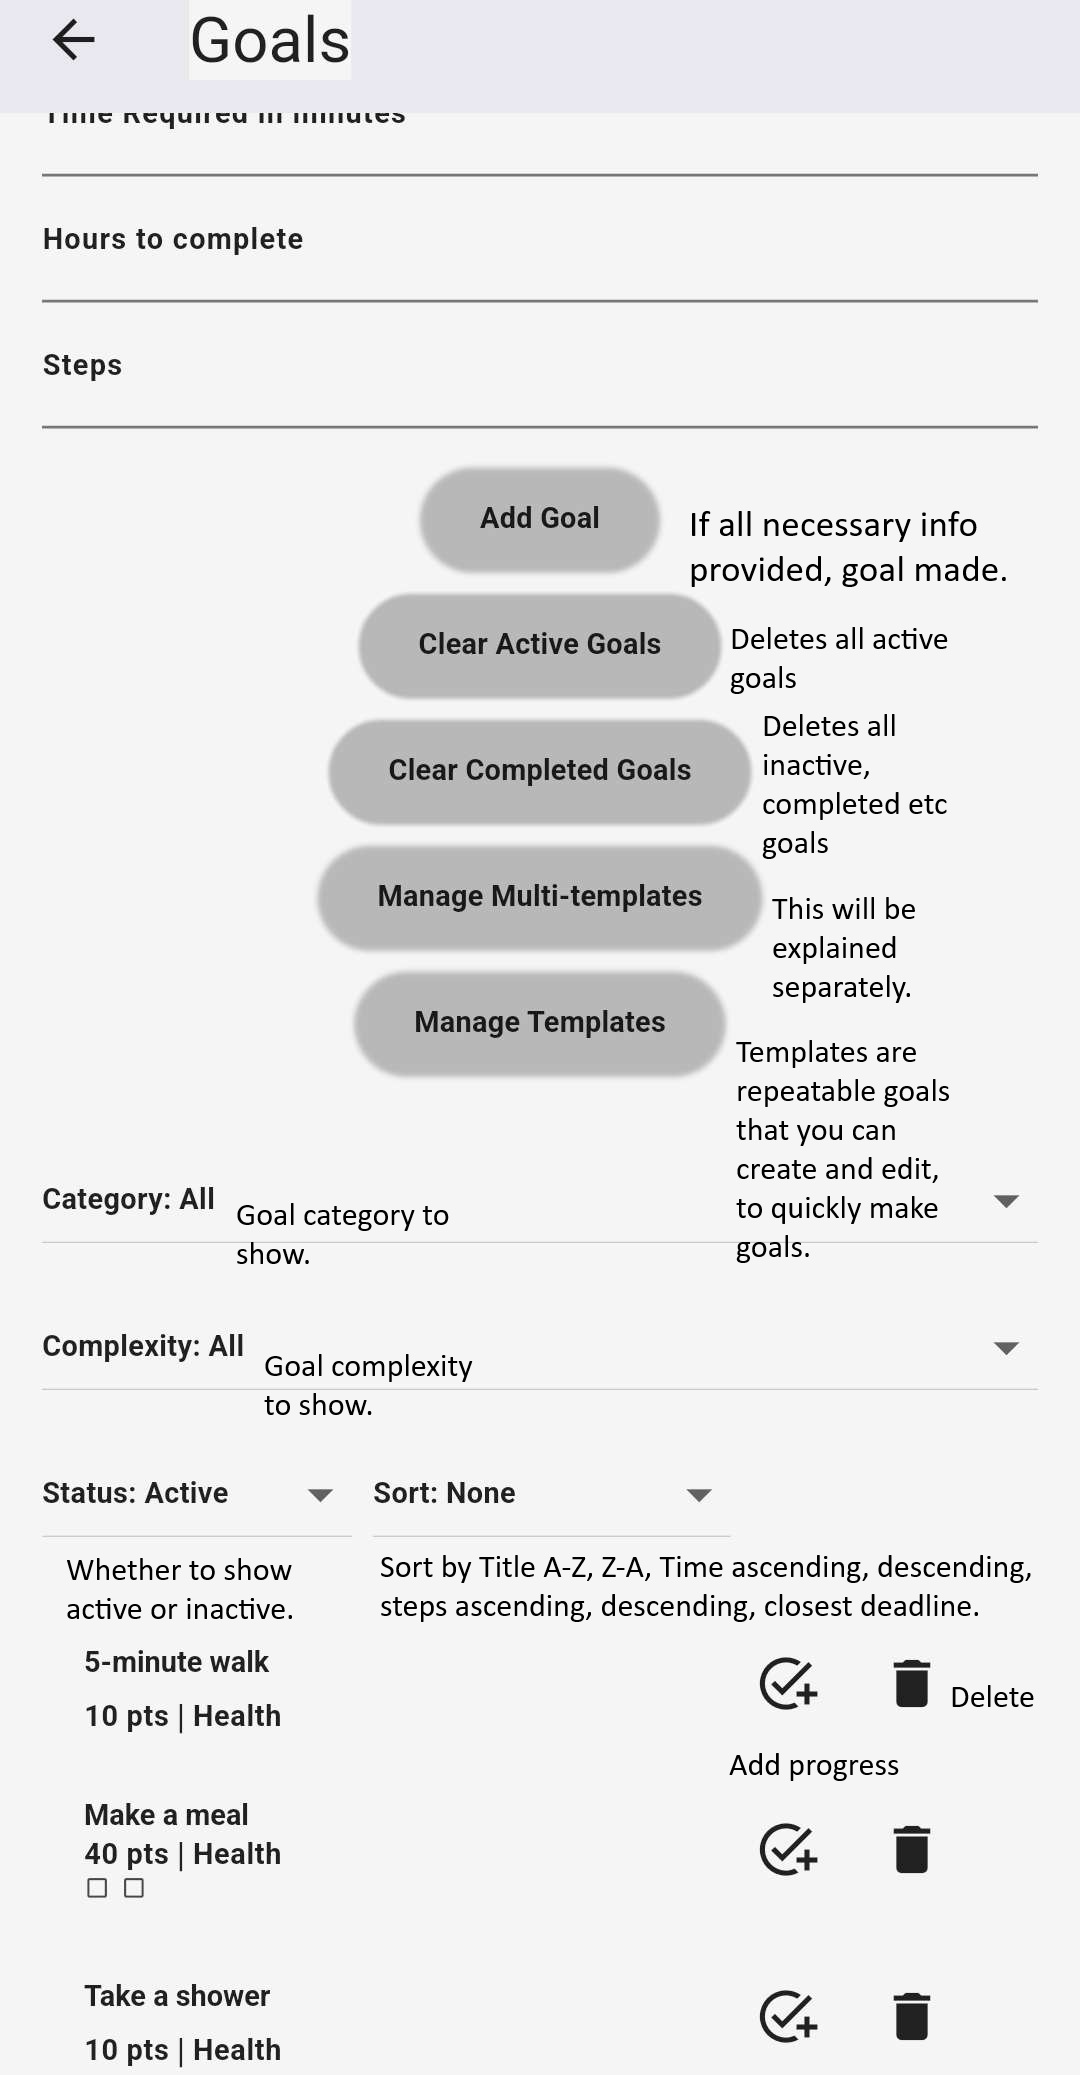 Goals
Time Required in minutes
Hours to complete
Steps
Add Goal
If all necessary info
provided, goal made.
Clear Active Goals
Deletes all active
goals
Clear Completed Goals
Deletes all
inactive,
completed etc
goals
Manage Multi-templates
This will be
explained
separately.
Manage Templates
Templates are
repeatable goals
that you can
create and edit,
to quickly make
goals.
Category: All
Goal category to
show.
Complexity: All
Goal complexity
to show.
Status: Active
Sort: None
Whether to show
active or inactive.
Sort by Title A-Z, Z-A, Time ascending, descending,
steps ascending, descending, closest deadline.
5-minute walk
10 pts | Health
Delete
Add progress
Make a meal
40 pts | Health
Take a shower
10 pts | Health